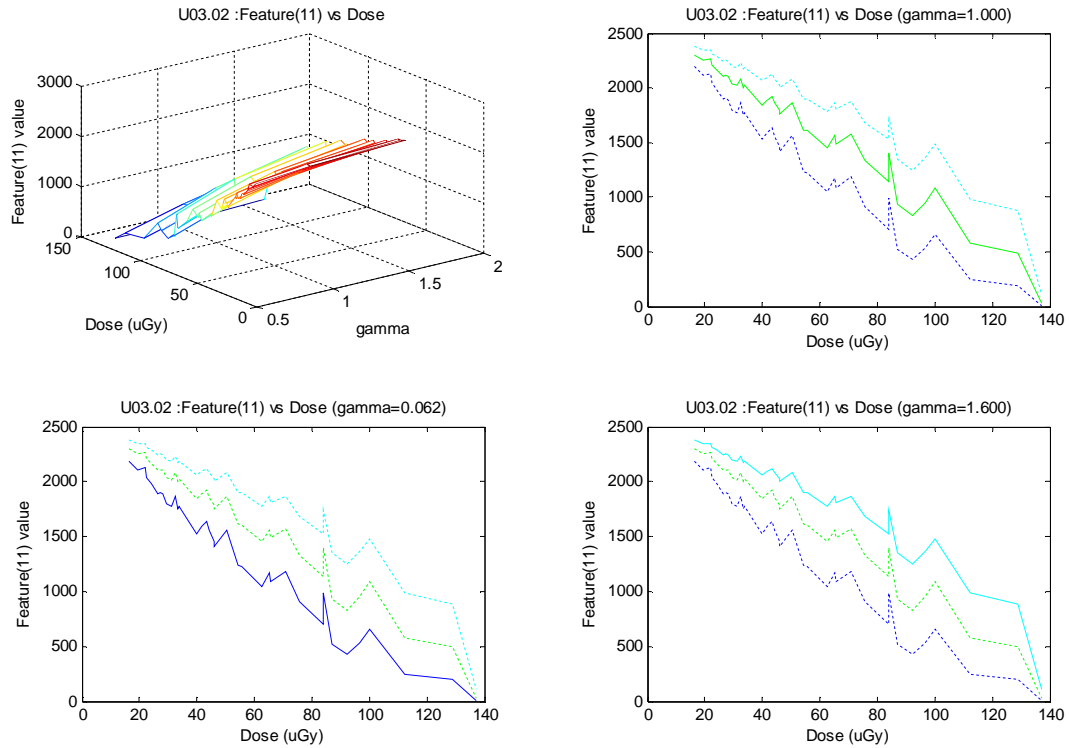 U03.02 :Feature(11) vs Dose
3000
2000
1000
0
Feature(11) value
150
100
50
0
Dose (uGy)
0.5
1
1.5
2
gamma
U03.02 :Feature(11) vs Dose (gamma=1.000)
2500
2000
1500
1000
500
0
Feature(11) value
0 20 40 60 80 100 120 140
Dose (uGy)
U03.02 :Feature(11) vs Dose (gamma=0.062)
2500
2000
1500
1000
500
0
Feature(11) value
0 20 40 60 80 100 120 140
Dose (uGy)
U03.02 :Feature(11) vs Dose (gamma=1.600)
2500
2000
1500
1000
500
0
Feature(11) value
0 20 40 60 80 100 120 140
Dose (uGy)